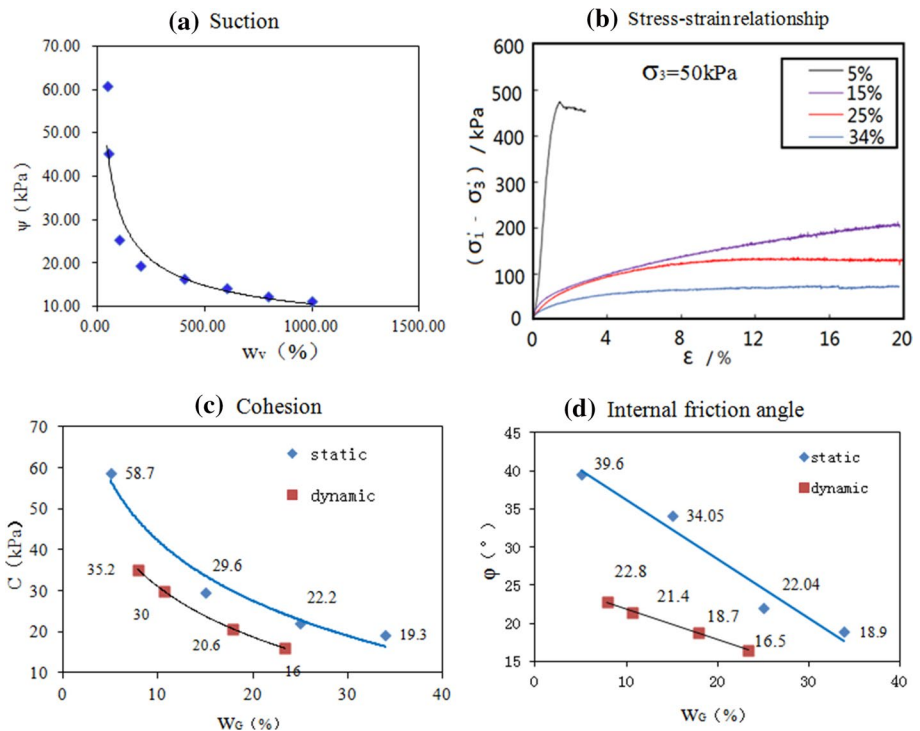 (a) Suction
70.00
60.00
50.00
40.00
30.00
20.00
10.00
ψ (kPa)
0.00 500.00 1000.00 1500.00
Wv (%)
(b) Stress-strain relationship
600
500
400
300
200
100
0
(σ₁′ - σ₃′) / kPa
σ₃=50kPa
5%
15%
25%
34%
0 4 8 12 16 20
ε /%
(c) Cohesion
70
60
50
40
30
20
10
C (kPa)
static
dynamic
58.7
29.6
22.2
19.3
35.2
30
20.6
16
0 10 20 30 40
WG (%)
(d) Internal friction angle
45
40
35
30
25
20
15
φ (°)
static
dynamic
39.6
34.05
22.04
18.9
22.8
21.4
18.7
16.5
0 10 20 30 40
WG (%)